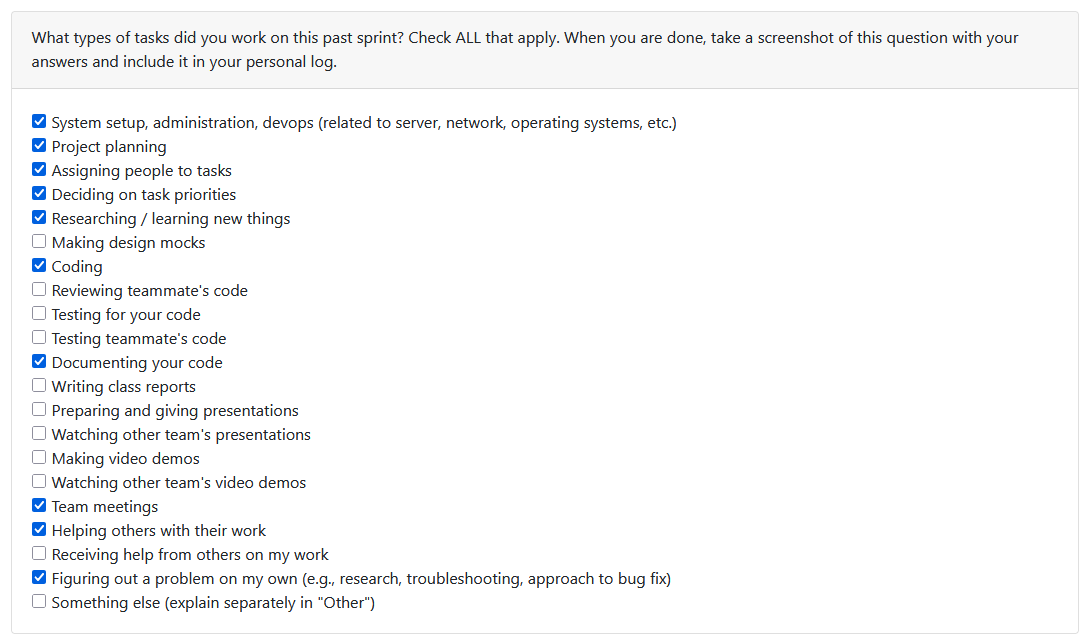 What types of tasks did you work on this past sprint? Check ALL that apply. When you are done, take a screenshot of this question with your
answers and include it in your personal log.
System setup, administration, devops (related to server, network, operating systems, etc.)
Project planning
Assigning people to tasks
Deciding on task priorities
Researching / learning new things
Making design mocks
Coding
Reviewing teammate's code
Testing for your code
Testing teammate's code
Documenting your code
Writing class reports
Preparing and giving presentations
Watching other team's presentations
Making video demos
Watching other team's video demos
Team meetings
Helping others with their work
Receiving help from others on my work
Figuring out a problem on my own (e.g., research, troubleshooting, approach to bug fix)
Something else (explain separately in "Other")